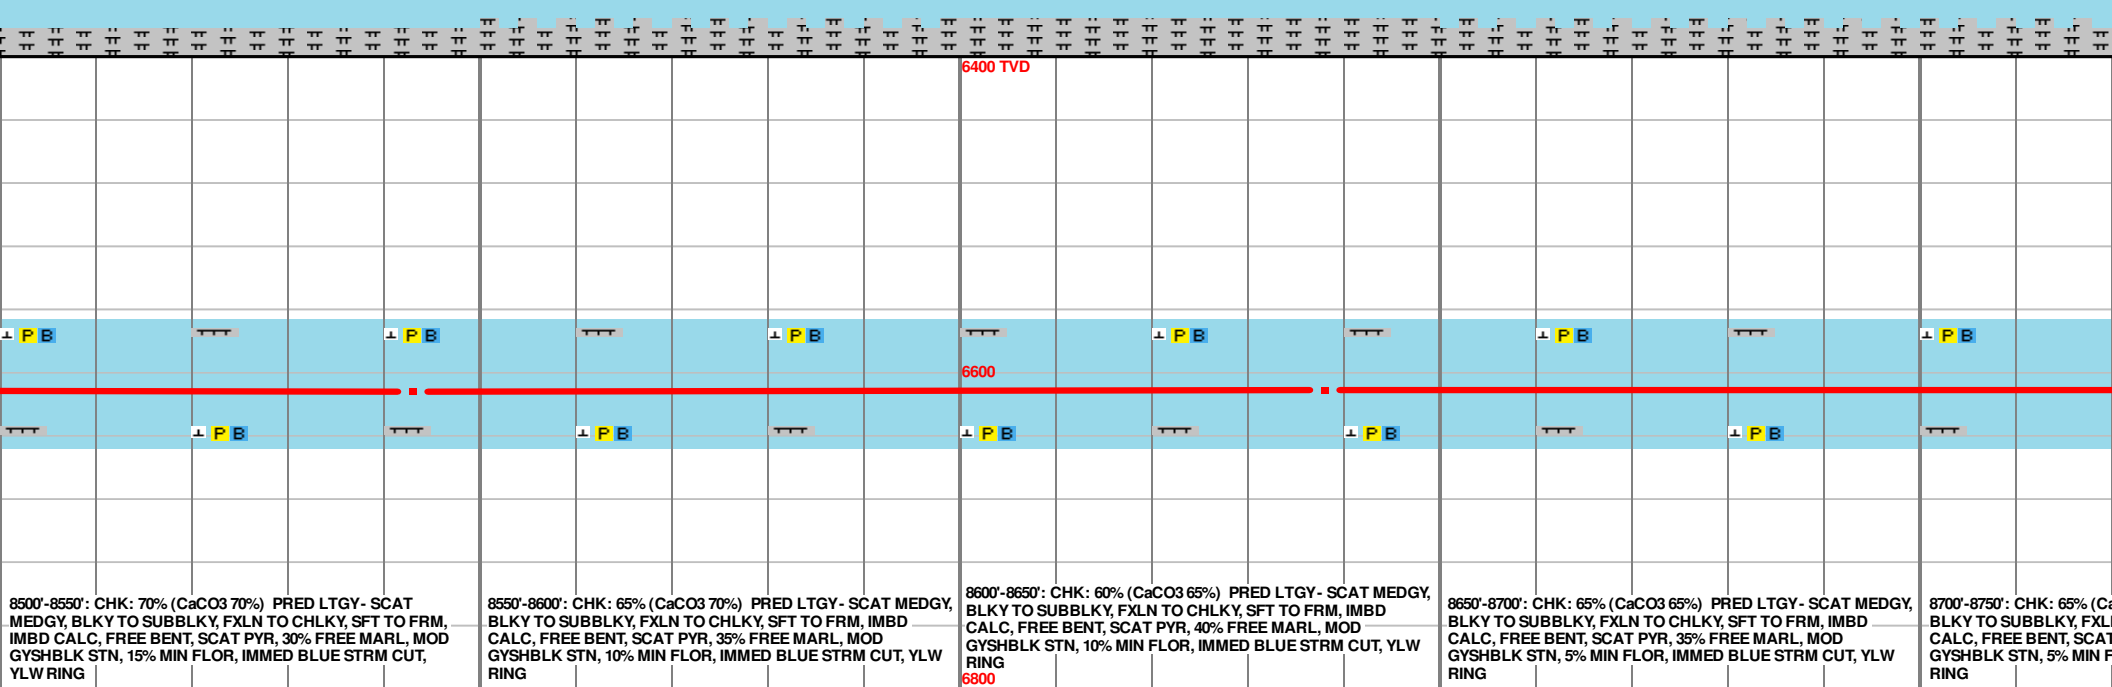 6400 TVD
P B
P B
P B
P B
P B
P B
6600
P B
P B
P B
P B
P B
8500'-8550': CHK: 70% (CaCO3 70%) PRED LTGY- SCAT
MEDGY, BLKY TO SUBBLKY, FXLN TO CHLKY, SFT TO FRM,
IMBD CALC, FREE BENT, SCAT PYR, 30% FREE MARL, MOD
GYSHBLK STN, 15% MIN FLOR, IMMED BLUE STRM CUT,
YLW RING
8550'-8600': CHK: 65% (CaCO3 70%) PRED LTGY- SCAT MEDGY,
BLKY TO SUBBLKY, FXLN TO CHLKY, SFT TO FRM, IMBD
CALC, FREE BENT, SCAT PYR, 35% FREE MARL, MOD
GYSHBLK STN, 10% MIN FLOR, IMMED BLUE STRM CUT, YLW
RING
8600'-8650': CHK: 60% (CaCO3 65%) PRED LTGY- SCAT MEDGY,
BLKY TO SUBBLKY, FXLN TO CHLKY, SFT TO FRM, IMBD
CALC, FREE BENT, SCAT PYR, 40% FREE MARL, MOD
GYSHBLK STN, 10% MIN FLOR, IMMED BLUE STRM CUT, YLW
RING
6800
8650'-8700': CHK: 65% (CaCO3 65%) PRED LTGY- SCAT MEDGY,
BLKY TO SUBBLKY, FXLN TO CHLKY, SFT TO FRM, IMBD
CALC, FREE BENT, SCAT PYR, 35% FREE MARL, MOD
GYSHBLK STN, 5% MIN FLOR, IMMED BLUE STRM CUT, YLW
RING
8700'-8750': CHK: 65% (Ca
BLKY TO SUBBLKY, FXL
CALC, FREE BENT, SCAT
GYSHBLK STN, 5% MIN F
RING